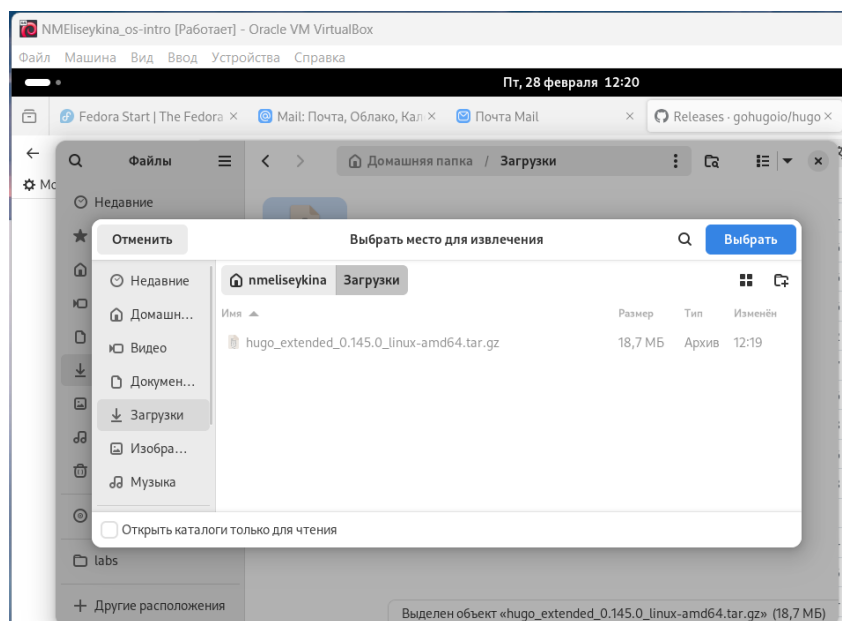 NMEliseykina_os-intro [Работает] - Oracle VM VirtualBox
Файл Машина Вид Ввод Устройства Справка
Пт, 28 февраля 12:20
Fedora Start | The Fedora × Mail: Почта, Облако, Кал × Почта Mail × Releases · gohugoio/hugo ×
Файлы Домашняя папка / Загрузки
Недавние
Отменить Выбрать место для извлечения Выбрать
Недавние nmeliseykina Загрузки
Домашн... Имя Размер Тип Изменён
Видео hugo_extended_0.145.0_linux-amd64.tar.gz 18,7 МБ Архив 12:19
Докумен...
Загрузки
Изобра...
Музыка
Открыть каталоги только для чтения
labs
+ Другие расположения
Выделен объект «hugo_extended_0.145.0_linux-amd64.tar.gz» (18,7 МБ)